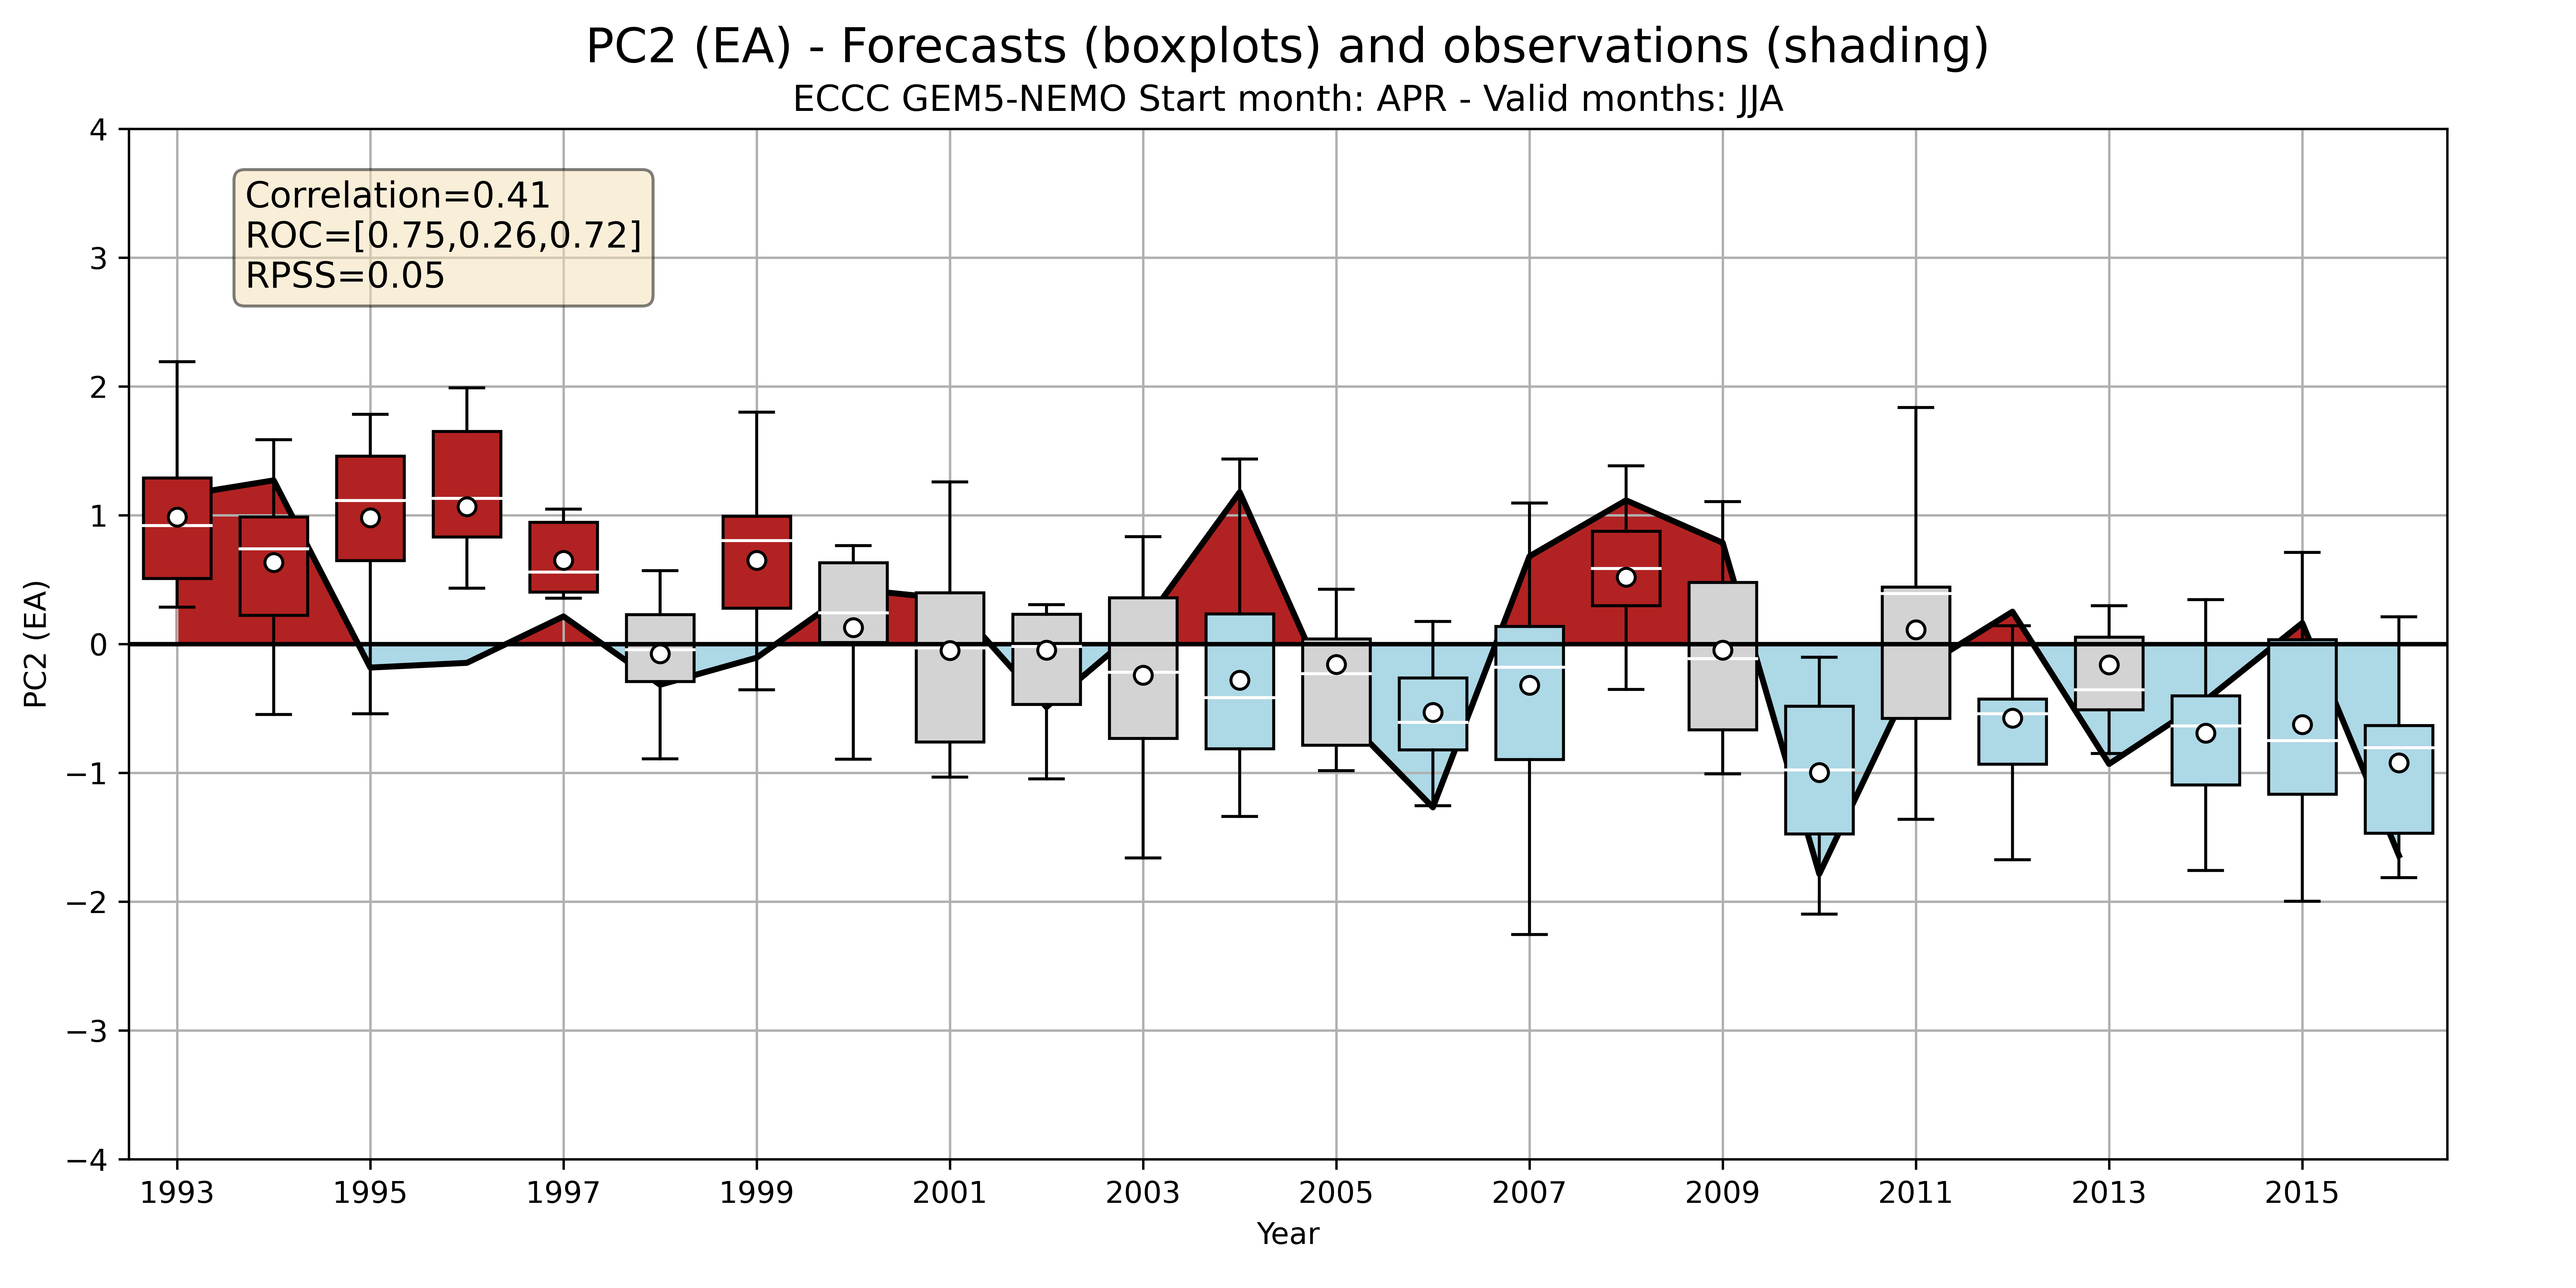 PC2 (EA) - Forecasts (boxplots) and observations (shading)
ECCC GEM5-NEMO Start month: APR - Valid months: JJA
Correlation=0.41
ROC=[0.75,0.26,0.72]
RPSS=0.05
PC2 (EA)
4
3
2
1
0
−1
−2
−3
−4
1993 1995 1997 1999 2001 2003 2005 2007 2009 2011 2013 2015
Year